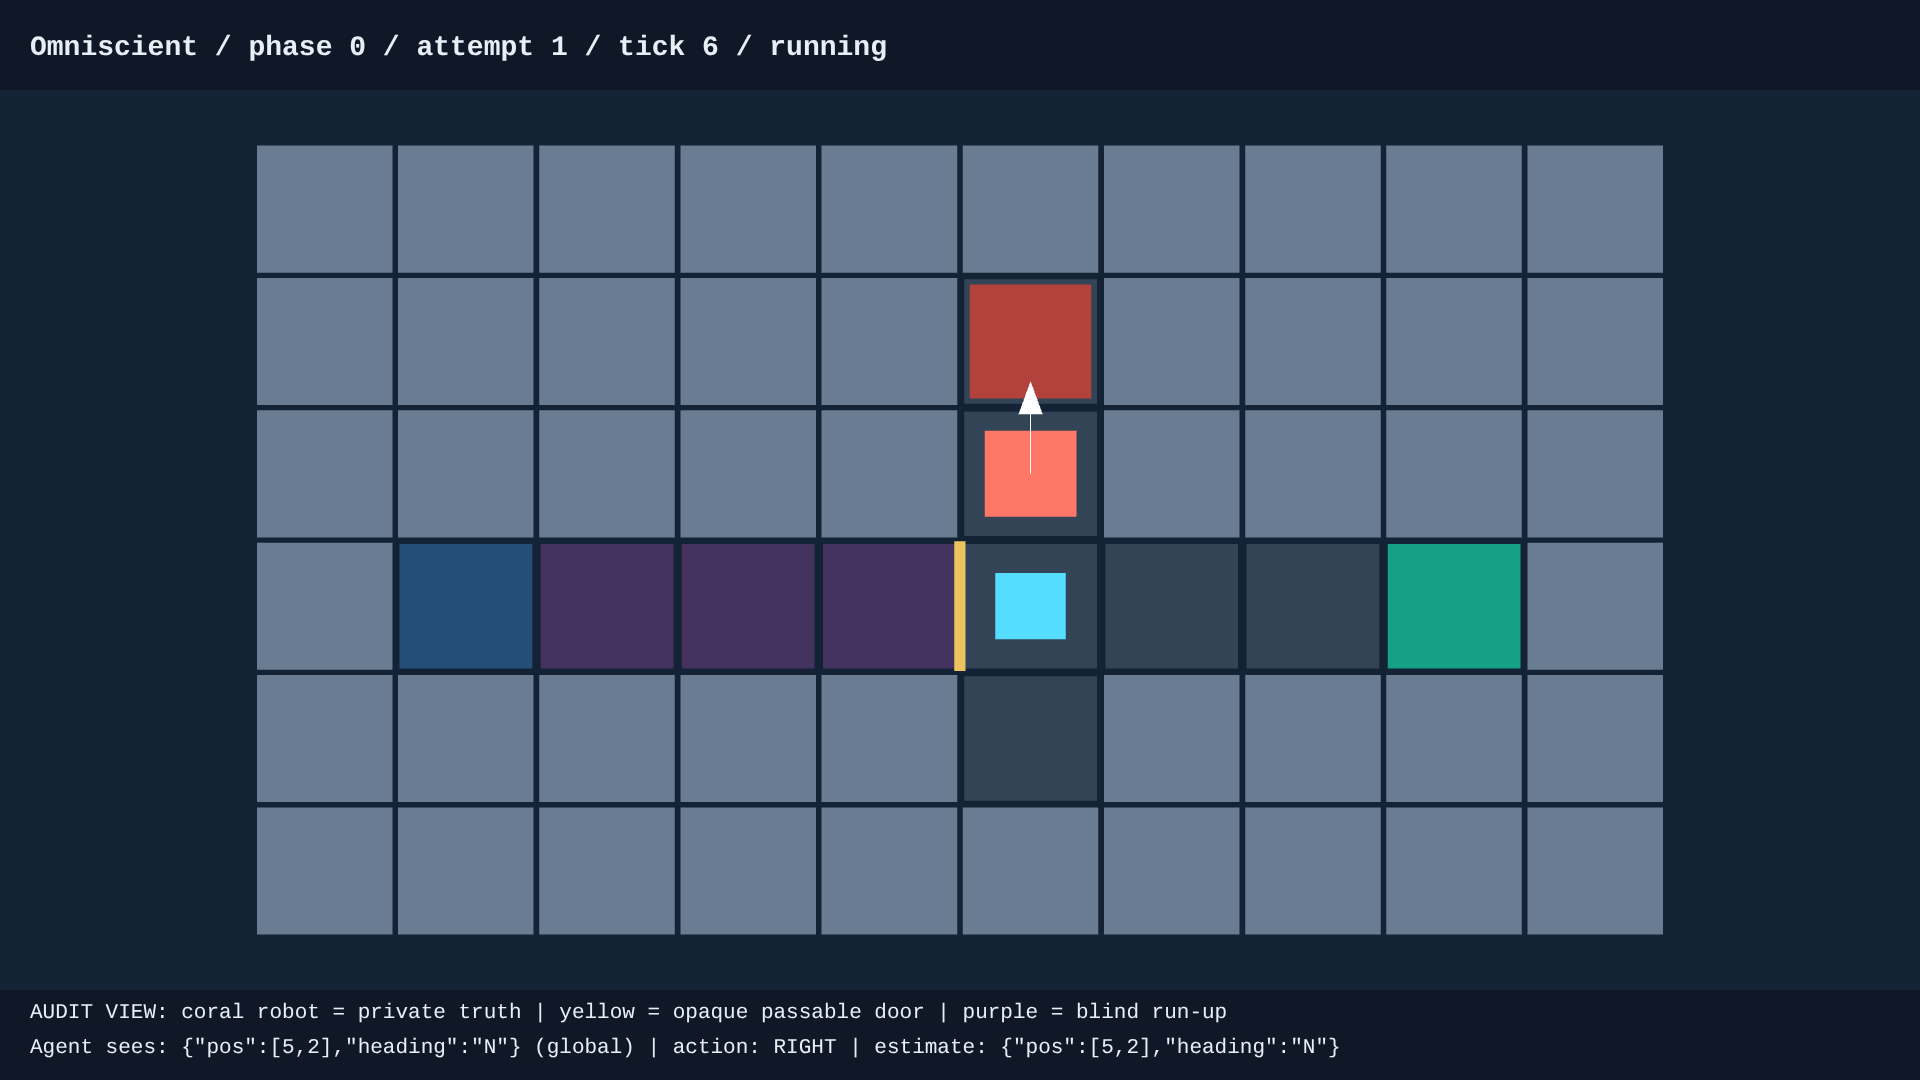 Omniscient / phase 0 / attempt 1 / tick 6 / running
AUDIT VIEW: coral robot = private truth | yellow = opaque passable door | purple = blind run-up
Agent sees: {"pos":[5,2],"heading":"N"} (global) | action: RIGHT | estimate: {"pos":[5,2],"heading":"N"}